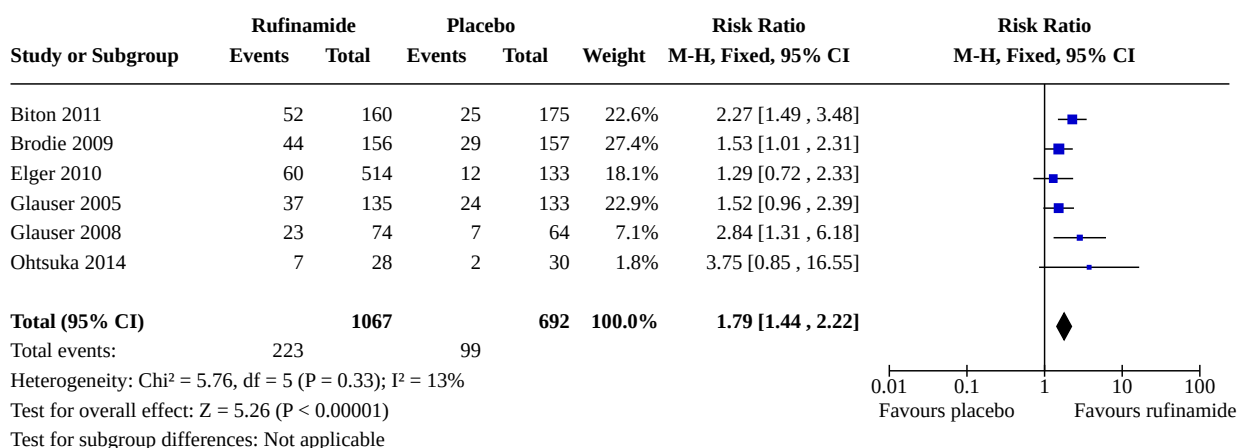 Rufinamide Placebo Risk Ratio Risk Ratio
Study or Subgroup Events Total Events Total Weight M-H, Fixed, 95% CI M-H, Fixed, 95% CI
Biton 2011 52 160 25 175 22.6% 2.27 [1.49 , 3.48]
Brodie 2009 44 156 29 157 27.4% 1.53 [1.01 , 2.31]
Elger 2010 60 514 12 133 18.1% 1.29 [0.72 , 2.33]
Glauser 2005 37 135 24 133 22.9% 1.52 [0.96 , 2.39]
Glauser 2008 23 74 7 64 7.1% 2.84 [1.31 , 6.18]
Ohtsuka 2014 7 28 2 30 1.8% 3.75 [0.85 , 16.55]
Total (95% CI) 1067 692 100.0% 1.79 [1.44 , 2.22]
Total events: 223 99
Heterogeneity: Chi² = 5.76, df = 5 (P = 0.33); I² = 13%
0.01 0.1 1 10 100
Test for overall effect: Z = 5.26 (P < 0.00001)
Favours placebo Favours rufinamide
Test for subgroup differences: Not applicable